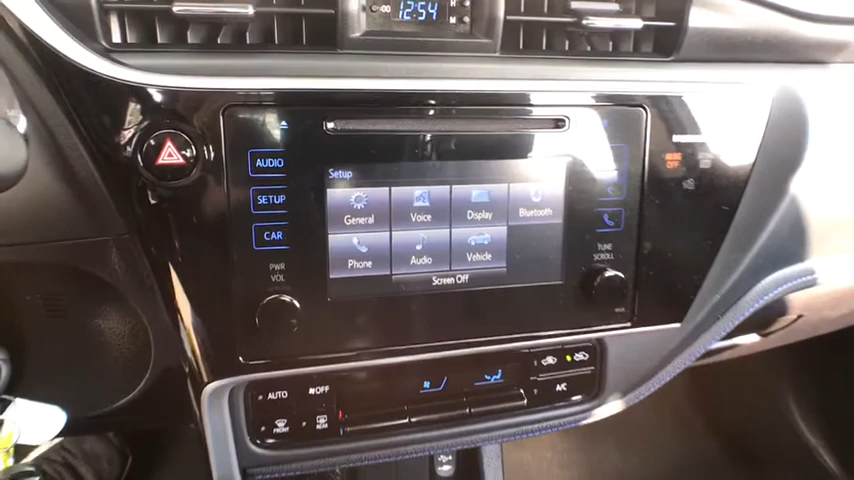 12:54
H
M
AUDIO
SETUP
CAR
PWR
VOL
Setup
General
Voice
Display
Bluetooth
Phone
Audio
Vehicle
Screen Off
TUNE
SCROLL
OFF
AUTO
OFF
FRONT
REAR
A/C